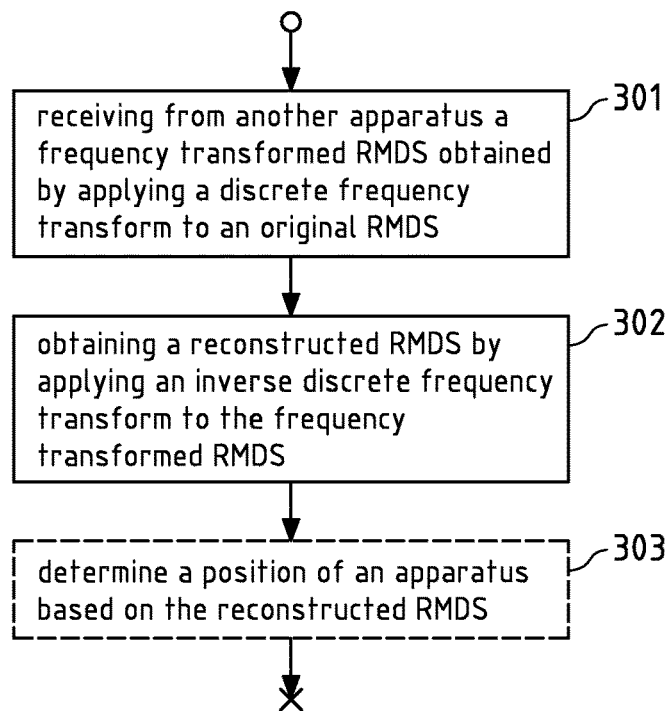 301
receiving from another apparatus a
frequency transformed RMDS obtained
by applying a discrete frequency
transform to an original RMDS
302
obtaining a reconstructed RMDS by
applying an inverse discrete frequency
transform to the frequency
transformed RMDS
303
determine a position of an apparatus
based on the reconstructed RMDS